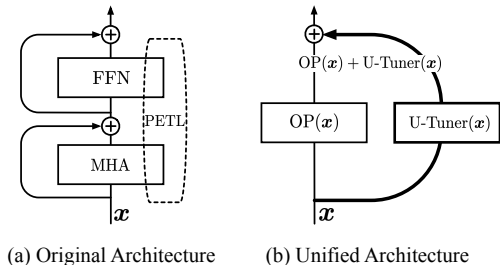 FFN
PETL
MHA
x
(a) Original Architecture
OP(x) + U-Tuner(x)
OP(x)
U-Tuner(x)
x
(b) Unified Architecture